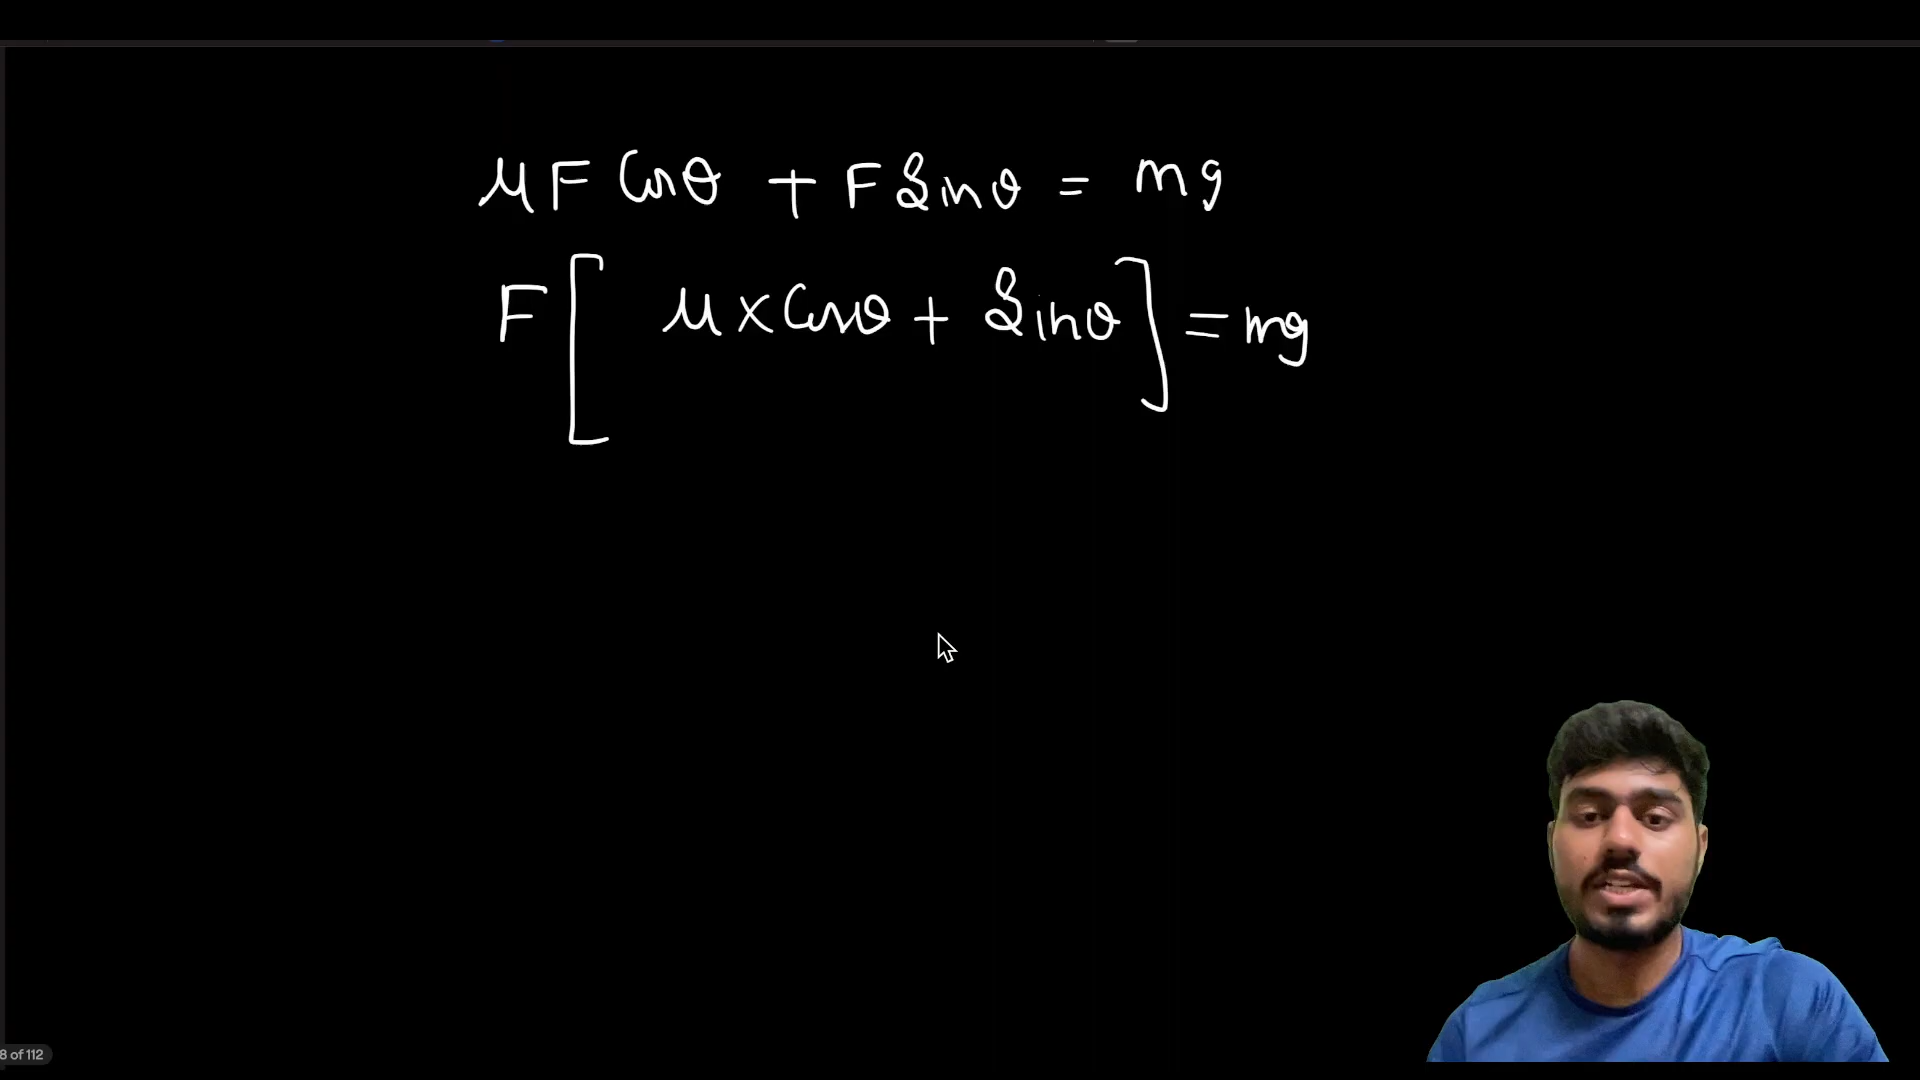 μF Cosθ + F Sinθ = mg
F[ μ×Cosθ + Sinθ ] = mg
8 of 112